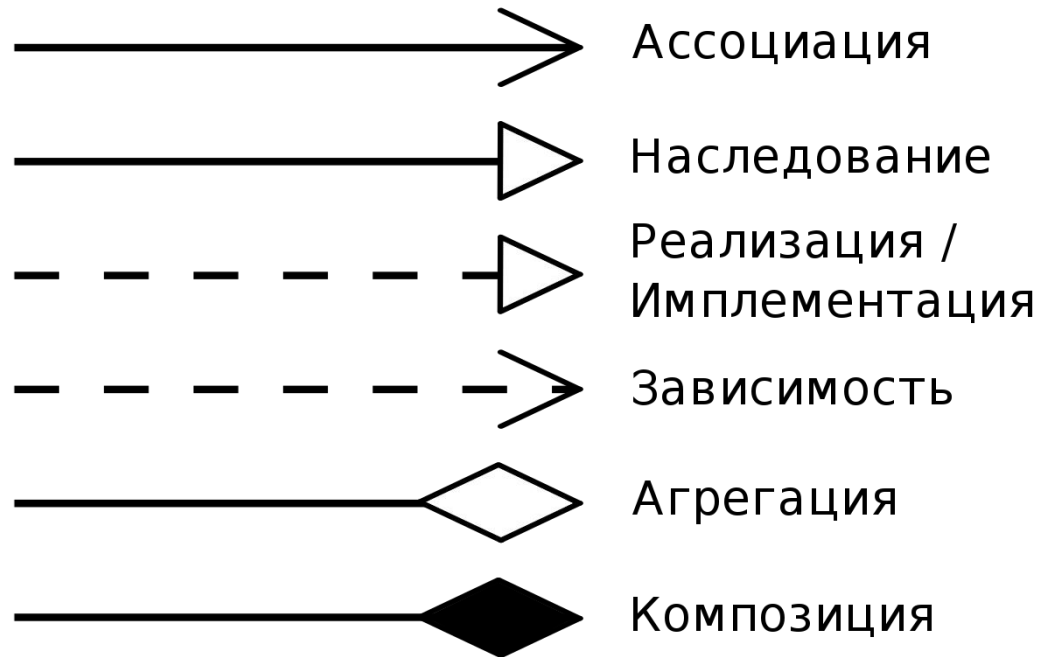 Ассоциация
Наследование
Реализация /
Имплементация
Зависимость
Агрегация
Композиция